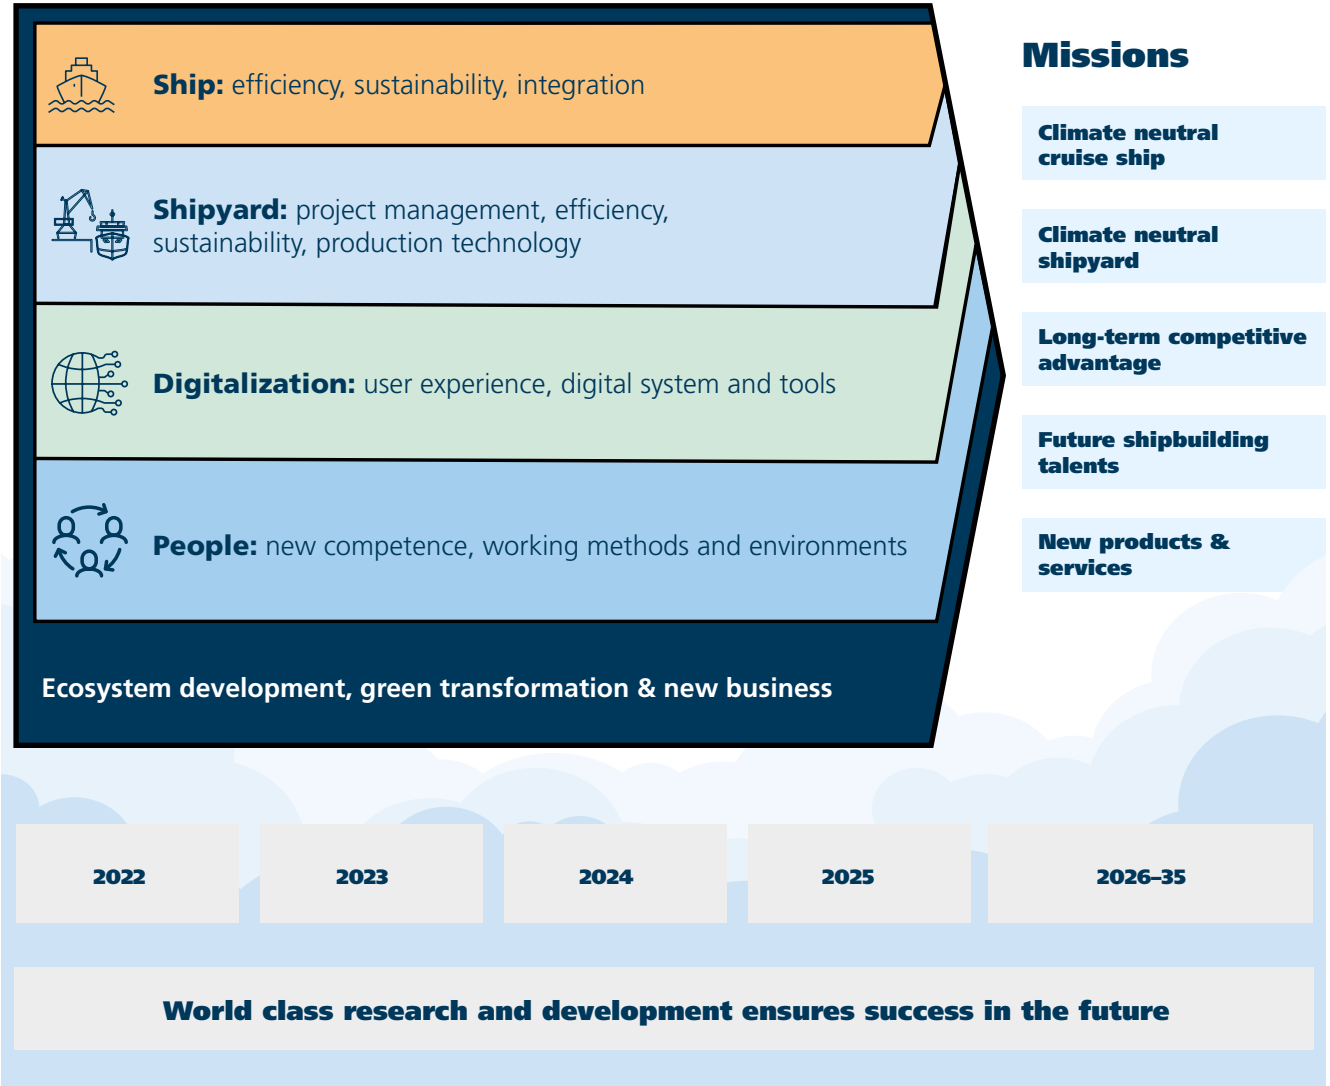 Ship: efficiency, sustainability, integration
Shipyard: project management, efficiency,
sustainability, production technology
Digitalization: user experience, digital system and tools
People: new competence, working methods and environments
Ecosystem development, green transformation & new business
Missions
Climate neutral
cruise ship
Climate neutral
shipyard
Long-term competitive
advantage
Future shipbuilding
talents
New products &
services
2022
2023
2024
2025
2026–35
World class research and development ensures success in the future